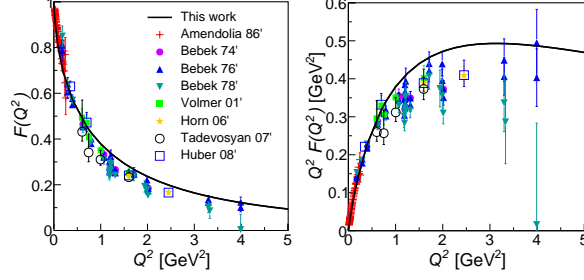 This work
Amendolia 86'
Bebek 74'
Bebek 76'
Bebek 78'
Volmer 01'
Horn 06'
Tadevosyan 07'
Huber 08'
F(Q²)
0.8
0.6
0.4
0.2
0
0 1 2 3 4 5
Q² [GeV²]
Q² F(Q²) [GeV²]
0.6
0.5
0.4
0.3
0.2
0.1
0
0 1 2 3 4 5
Q² [GeV²]